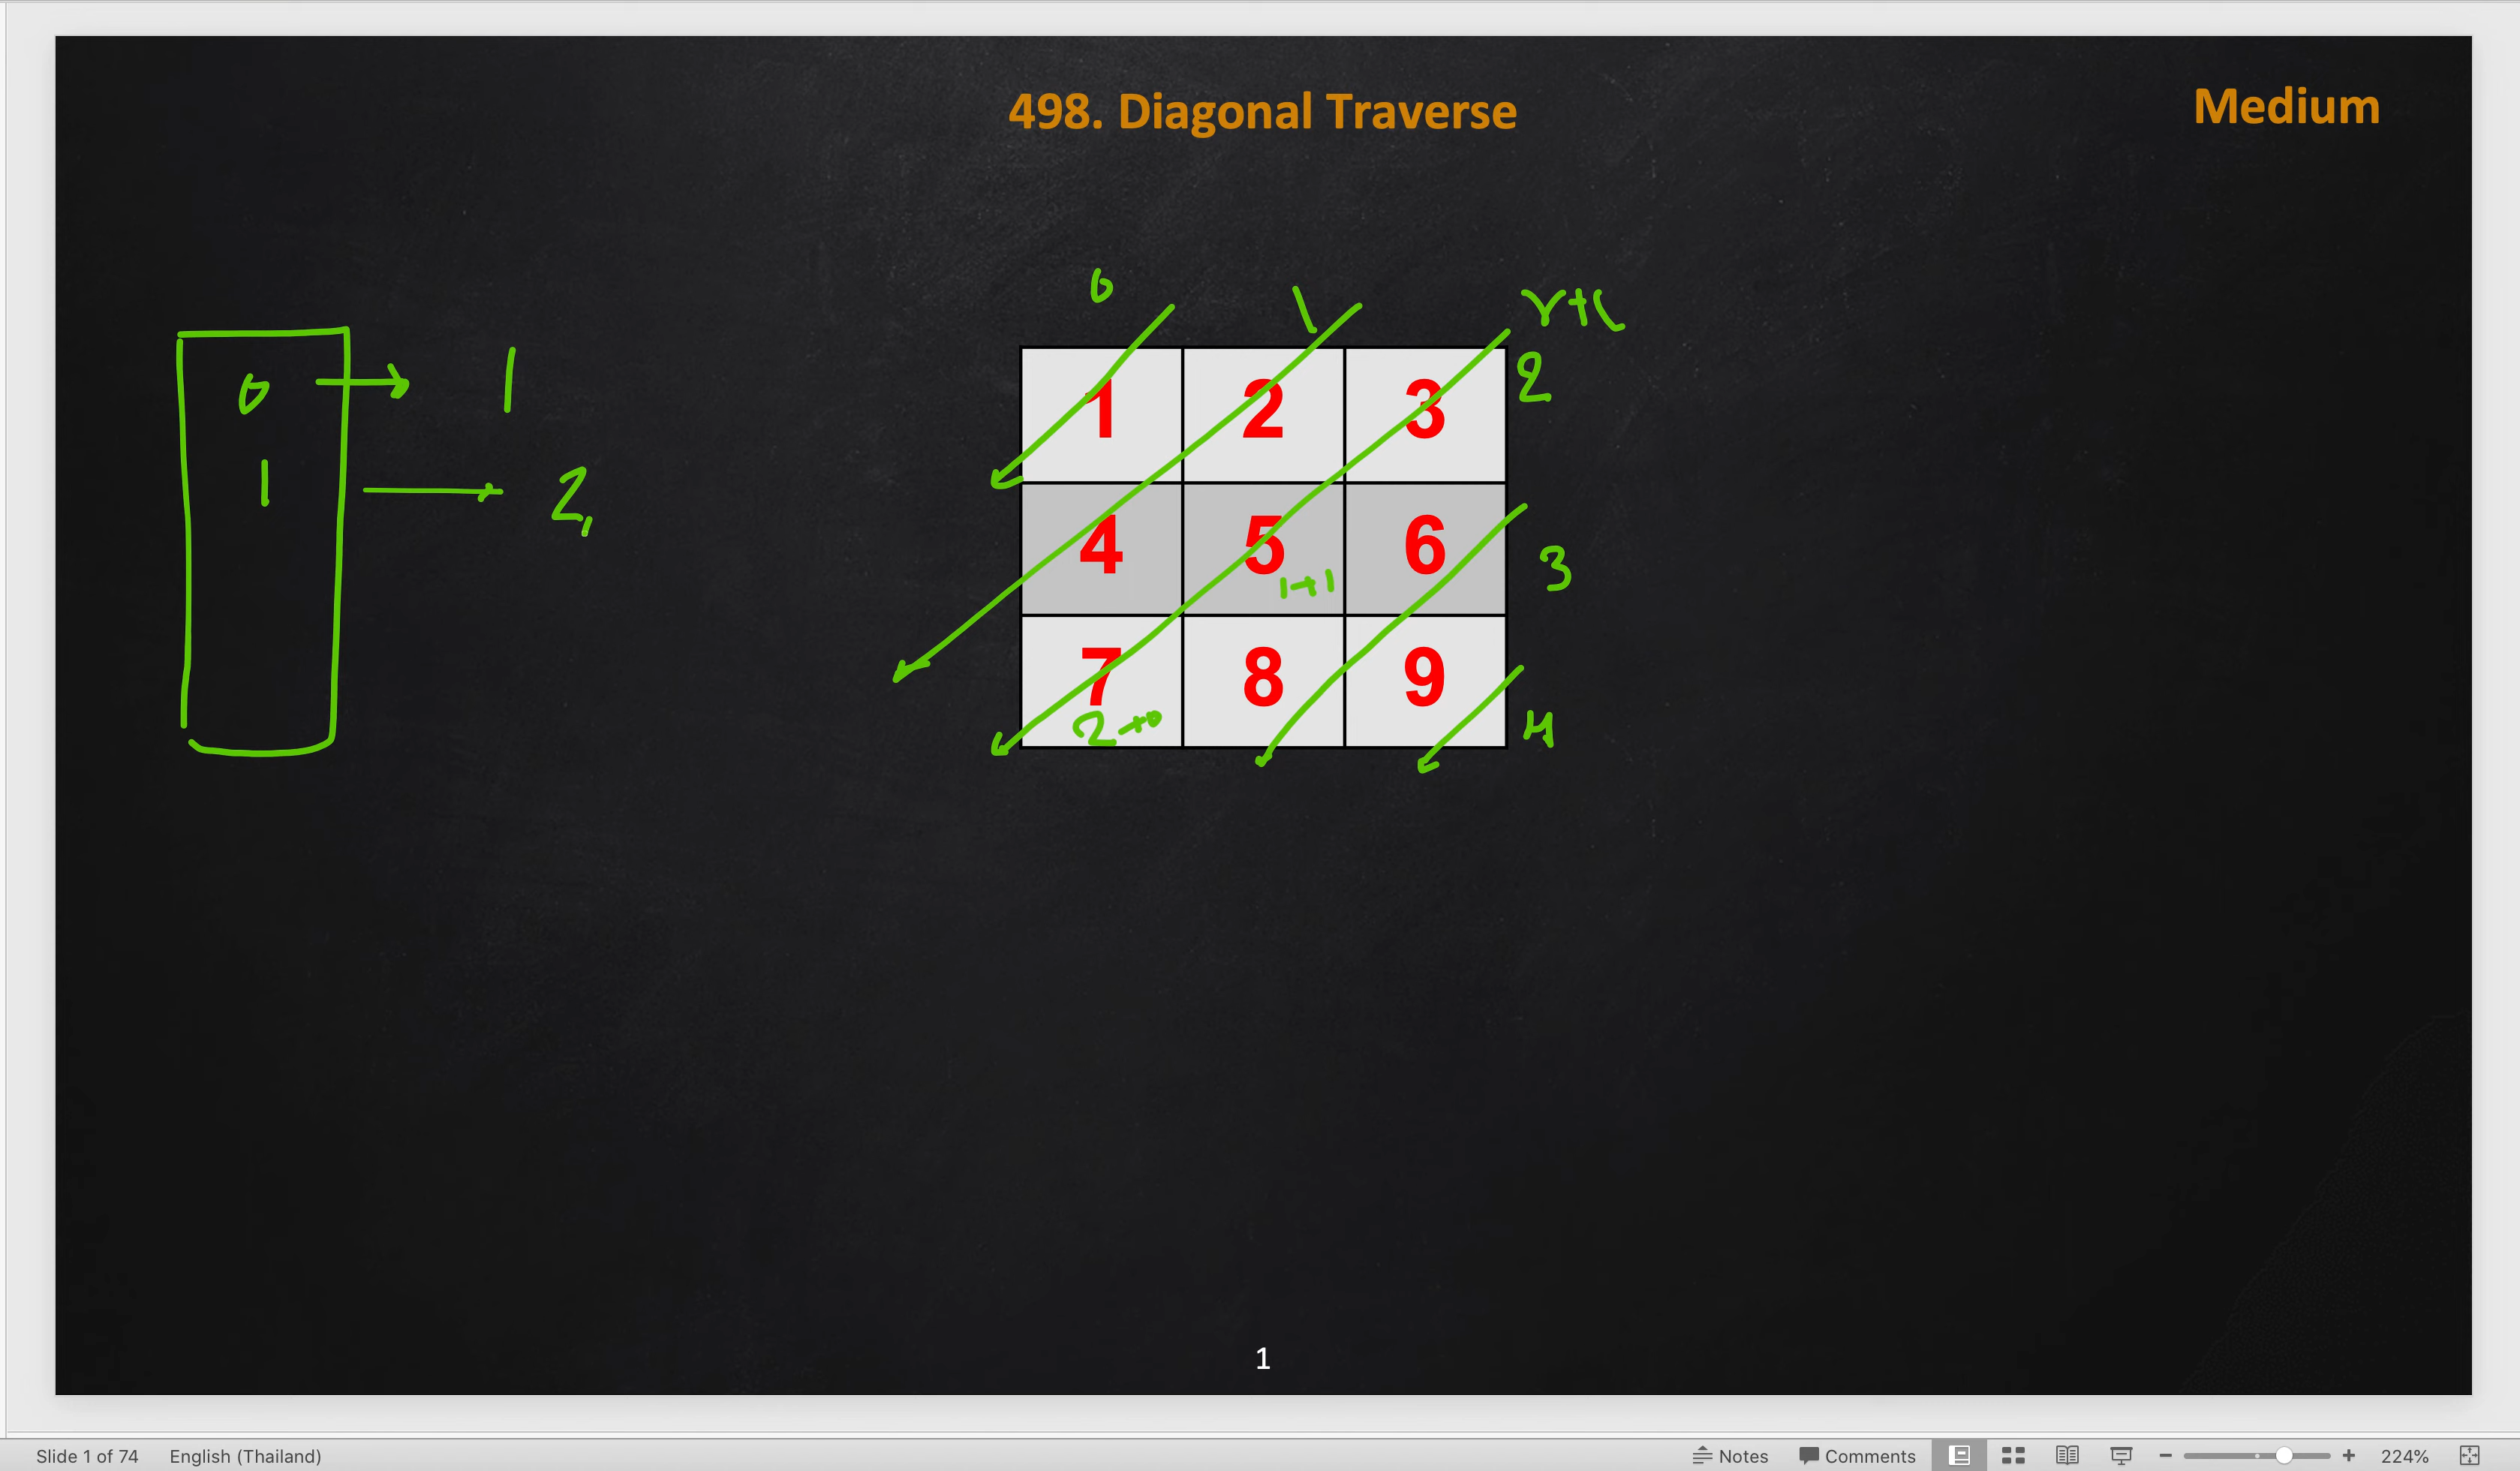 498. Diagonal Traverse
Medium
0 1 r+c
0 → 1
1 → 2,
1 2 3 2
4 5 6 3
1+1
7 8 9 4
2+0
1
Slide 1 of 74 English (Thailand) Notes Comments 224%